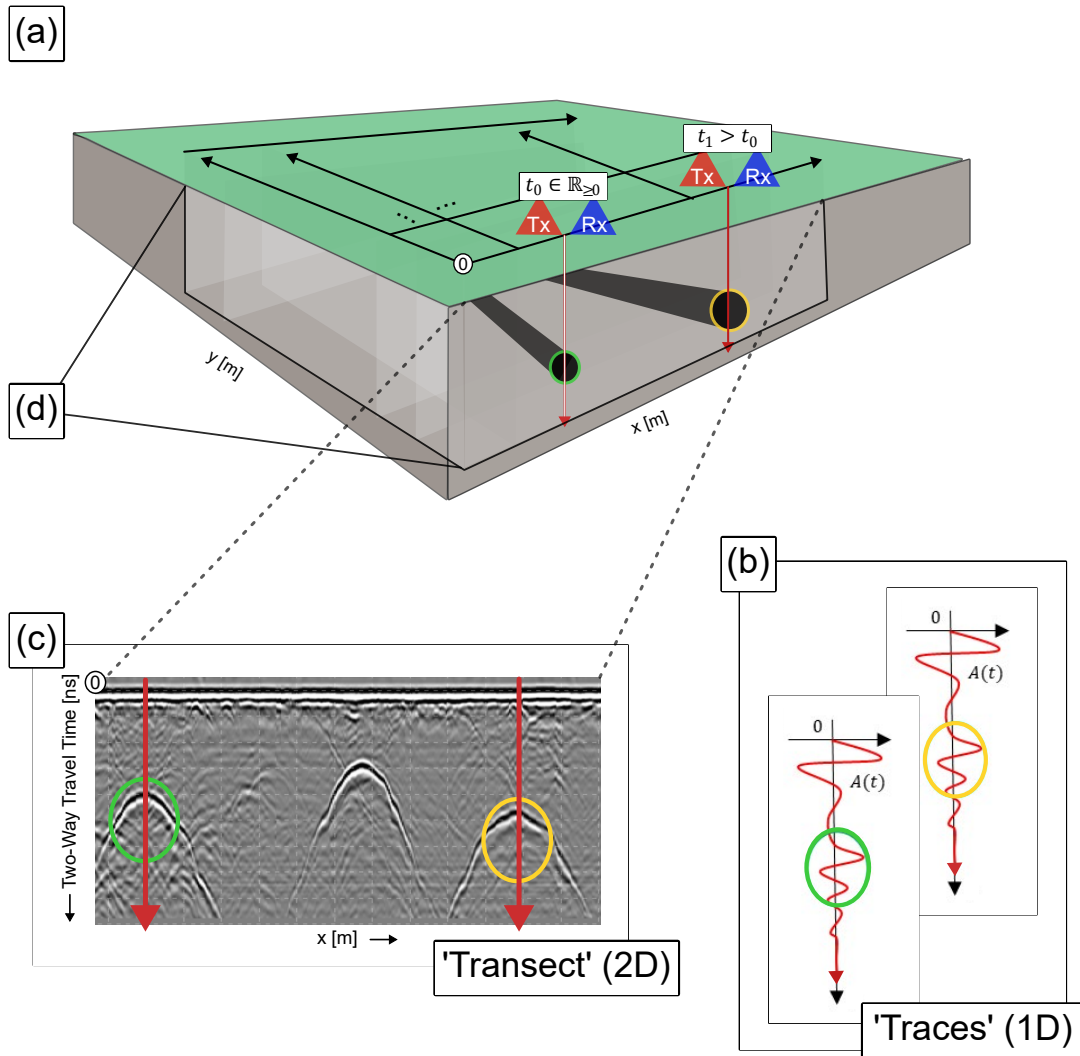 (a)
t₁ > t₀
Tx Rx
t₀ ∈ ℝ≥0
Tx Rx
0
y [m]
(d)
x [m]
(b)
0
A(t)
0
A(t)
'Traces' (1D)
(c)
0
Two-Way Travel Time [ns]
x [m]
'Transect' (2D)